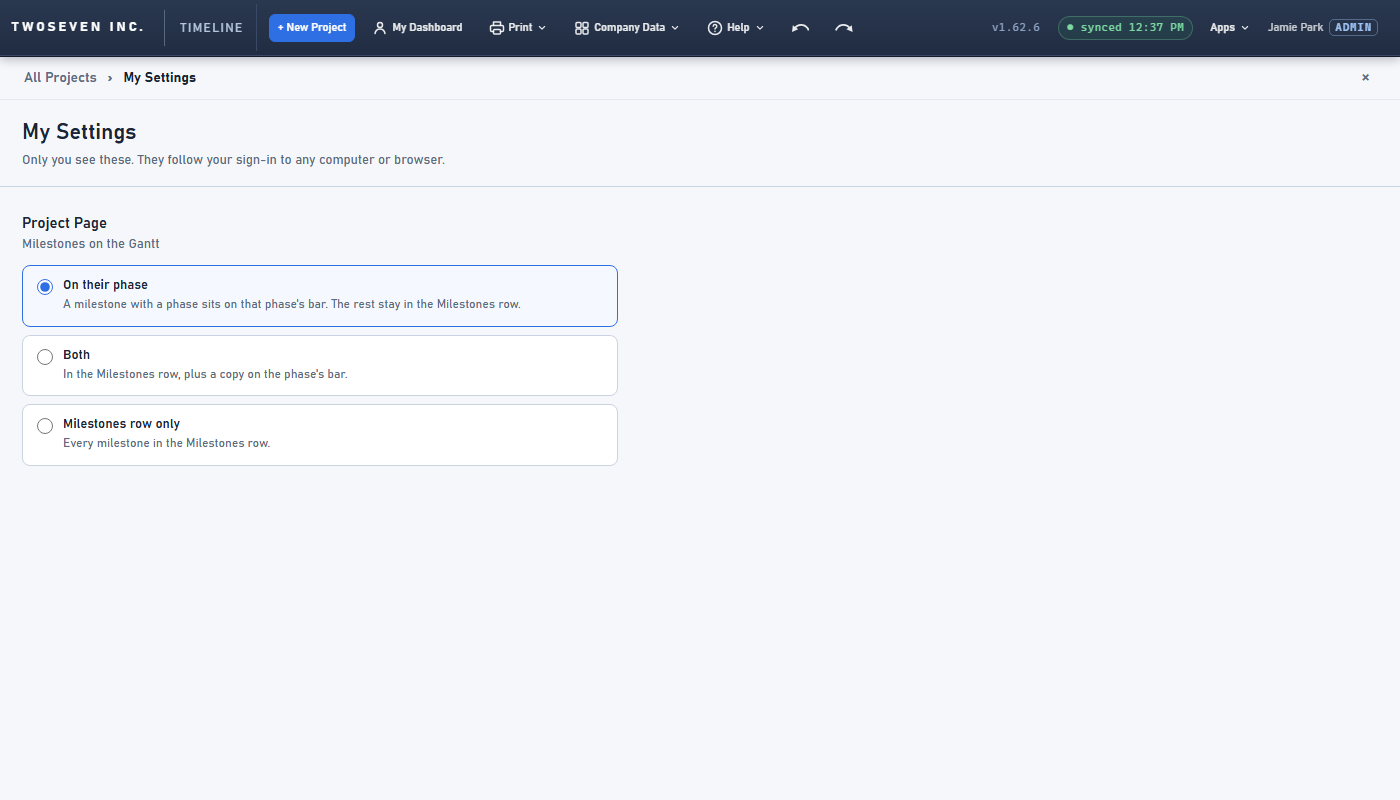 TWOSEVEN INC.
TIMELINE
+ New Project
My Dashboard
Print
Company Data
Help
v1.62.6
synced 12:37 PM
Apps
Jamie Park ADMIN
All Projects › My Settings
×
My Settings
Only you see these. They follow your sign-in to any computer or browser.
Project Page
Milestones on the Gantt
On their phase
A milestone with a phase sits on that phase's bar. The rest stay in the Milestones row.
Both
In the Milestones row, plus a copy on the phase's bar.
Milestones row only
Every milestone in the Milestones row.